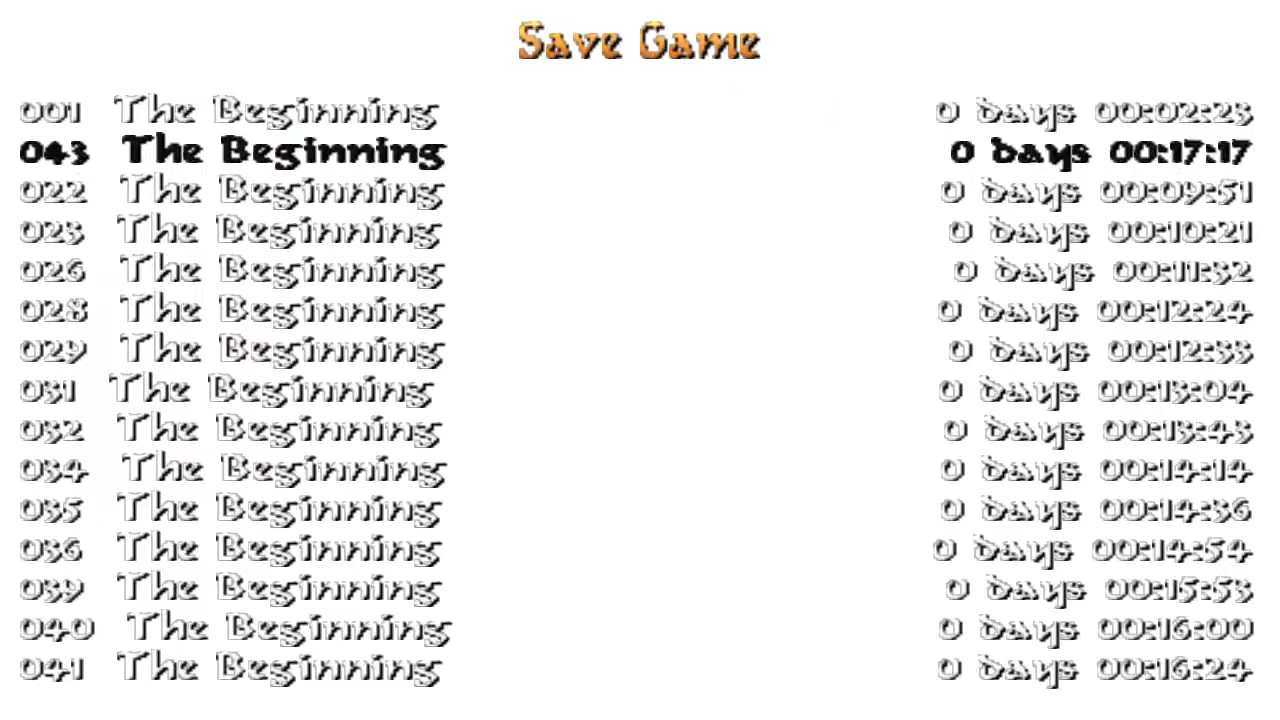 Save Game
001 The Beginning 0 days 00:02:23
043 The Beginning 0 days 00:17:17
022 The Beginning 0 days 00:09:51
023 The Beginning 0 days 00:10:21
026 The Beginning 0 days 00:11:32
028 The Beginning 0 days 00:12:24
029 The Beginning 0 days 00:12:33
031 The Beginning 0 days 00:13:04
032 The Beginning 0 days 00:13:43
034 The Beginning 0 days 00:14:14
035 The Beginning 0 days 00:14:36
036 The Beginning 0 days 00:14:54
039 The Beginning 0 days 00:15:53
040 The Beginning 0 days 00:16:00
041 The Beginning 0 days 00:16:24